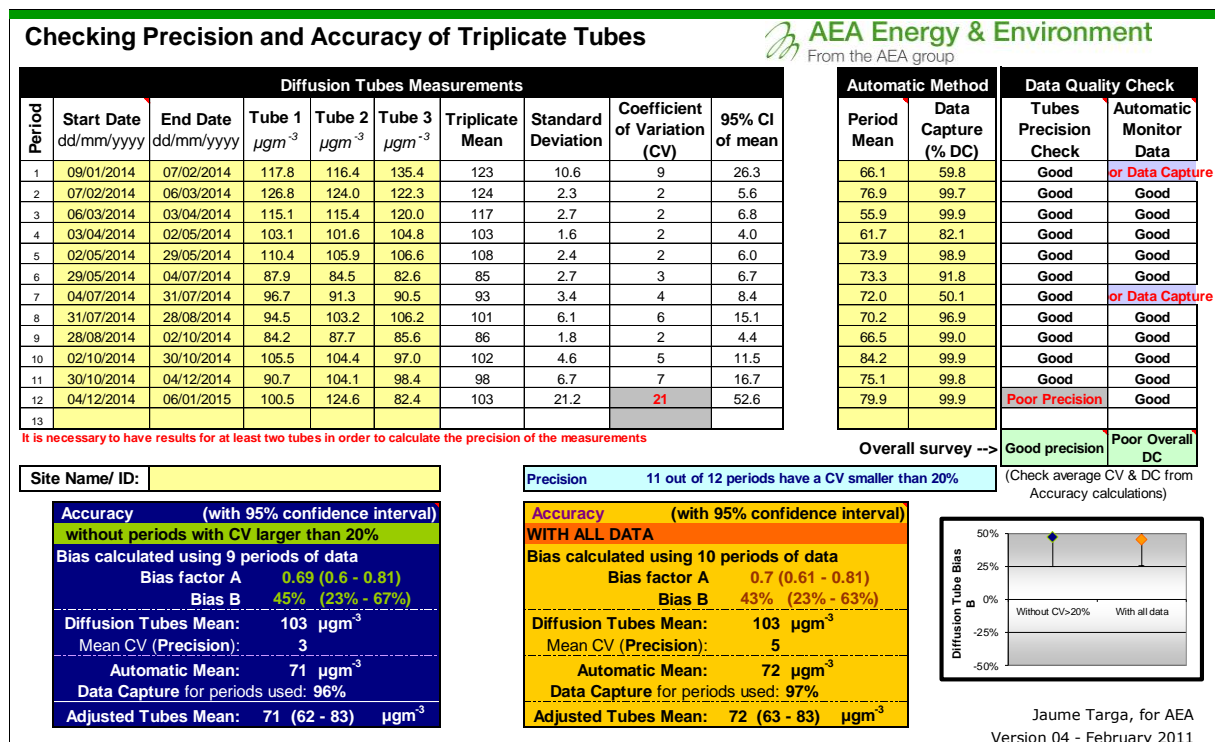 Checking Precision and Accuracy of Triplicate Tubes
AEA Energy & Environment
From the AEA group
Diffusion Tubes Measurements
Automatic Method
Data Quality Check
Period Start Date dd/mm/yyyy End Date dd/mm/yyyy Tube 1 µgm-3 Tube 2 µgm-3 Tube 3 µgm-3 Triplicate Mean Standard Deviation Coefficient of Variation (CV) 95% CI of mean Period Mean Data Capture (% DC) Tubes Precision Check Automatic Monitor Data
1 09/01/2014 07/02/2014 117.8 116.4 135.4 123 10.6 9 26.3 66.1 59.8 Good or Data Capture
2 07/02/2014 06/03/2014 126.8 124.0 122.3 124 2.3 2 5.6 76.9 99.7 Good Good
3 06/03/2014 03/04/2014 115.1 115.4 120.0 117 2.7 2 6.8 55.9 99.9 Good Good
4 03/04/2014 02/05/2014 103.1 101.6 104.8 103 1.6 2 4.0 61.7 82.1 Good Good
5 02/05/2014 29/05/2014 110.4 105.9 106.6 108 2.4 2 6.0 73.9 98.9 Good Good
6 29/05/2014 04/07/2014 87.9 84.5 82.6 85 2.7 3 6.7 73.3 91.8 Good Good
7 04/07/2014 31/07/2014 96.7 91.3 90.5 93 3.4 4 8.4 72.0 50.1 Good or Data Capture
8 31/07/2014 28/08/2014 94.5 103.2 106.2 101 6.1 6 15.1 70.2 96.9 Good Good
9 28/08/2014 02/10/2014 84.2 87.7 85.6 86 1.8 2 4.4 66.5 99.0 Good Good
10 02/10/2014 30/10/2014 105.5 104.4 97.0 102 4.6 5 11.5 84.2 99.9 Good Good
11 30/10/2014 04/12/2014 90.7 104.1 98.4 98 6.7 7 16.7 75.1 99.8 Good Good
12 04/12/2014 06/01/2015 100.5 124.6 82.4 103 21.2 21 52.6 79.9 99.9 Poor Precision Good
13
It is necessary to have results for at least two tubes in order to calculate the precision of the measurements
Overall survey --> Good precision Poor Overall DC
Site Name/ ID:
Precision 11 out of 12 periods have a CV smaller than 20%
(Check average CV & DC from
Accuracy calculations)
Accuracy (with 95% confidence interval)
without periods with CV larger than 20%
Bias calculated using 9 periods of data
Bias factor A 0.69 (0.6 - 0.81)
Bias B 45% (23% - 67%)
Diffusion Tubes Mean: 103 µgm-3
Mean CV (Precision): 3
Automatic Mean: 71 µgm-3
Data Capture for periods used: 96%
Adjusted Tubes Mean: 71 (62 - 83) µgm-3
Accuracy (with 95% confidence interval)
WITH ALL DATA
Bias calculated using 10 periods of data
Bias factor A 0.7 (0.61 - 0.81)
Bias B 43% (23% - 63%)
Diffusion Tubes Mean: 103 µgm-3
Mean CV (Precision): 5
Automatic Mean: 72 µgm-3
Data Capture for periods used: 97%
Adjusted Tubes Mean: 72 (63 - 83) µgm-3
Diffusion Tube Bias B
50%
25%
0%
-25%
-50%
Without CV>20% With all data
Jaume Targa, for AEA
Version 04 - February 2011